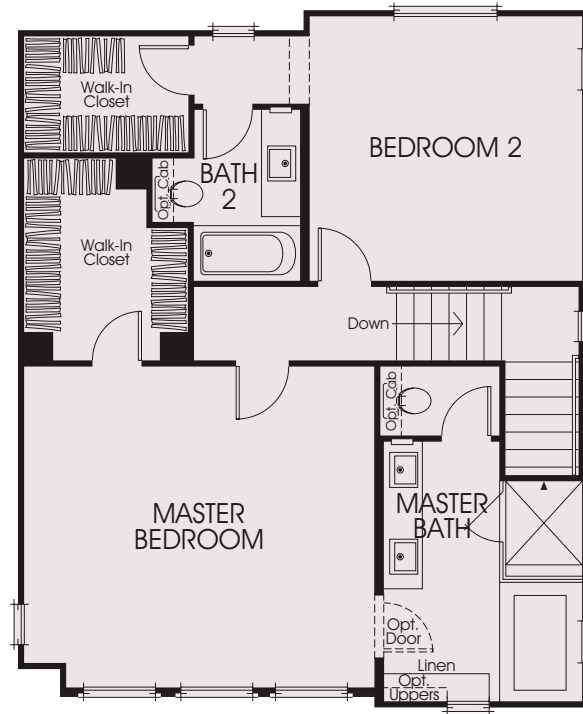 Walk-In
Closet
BEDROOM 2
BATH
2
Opt. Cab
Walk-In
Closet
Down
Opt. Cab
MASTER
BEDROOM
MASTER
BATH
Opt.
Door
Linen
Opt.
Uppers